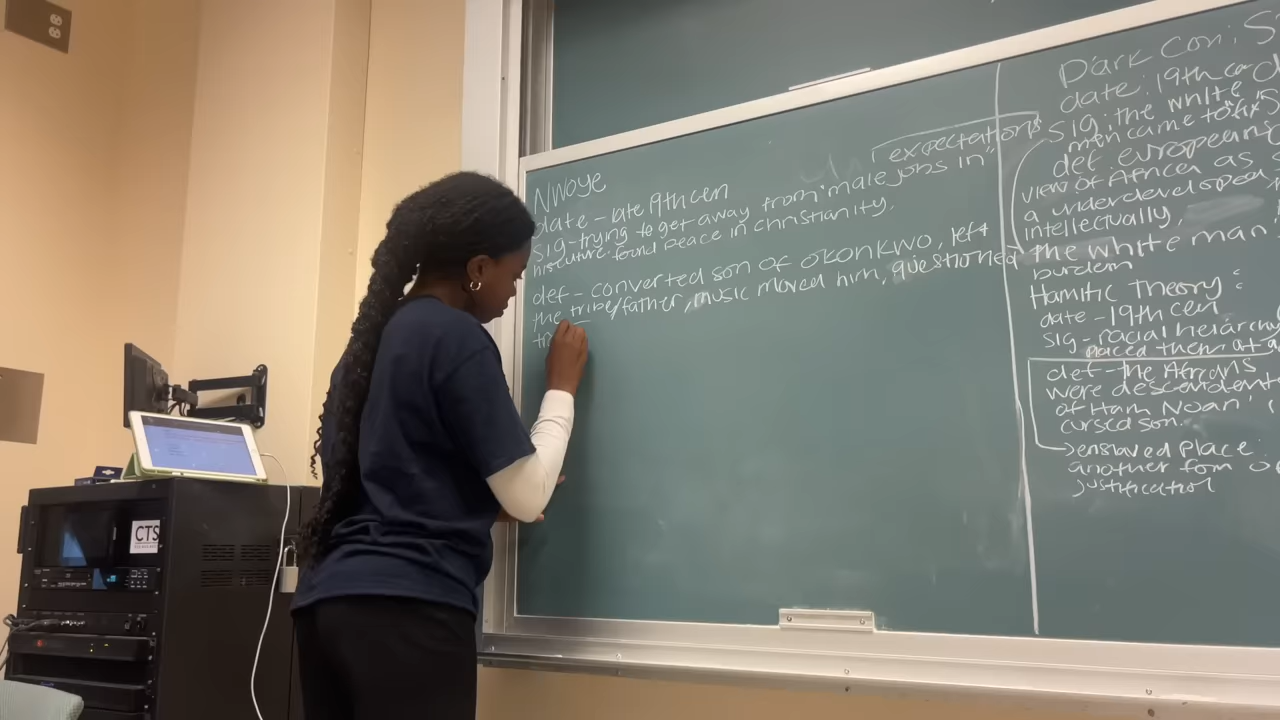 NWOYE
date - late 19th cen
sig - trying to get away from "male jobs in"
expectations
his culture. found peace in christianity.
def - converted son of okonkwo, left
the tribe/father, music moved him, questioned
Dark Con:
date: 19th
sig: the white
men came to
def european
view of Africa as
a underdeveloped
intellectually,
the white man
burden
Hamitic Theory:
date - 19th cen
sig - racial heirarchy
placed them at
def - the Africans
were descendent
of Ham Noah'
cursed son.
→ enslaved place
another form
justification
CTS